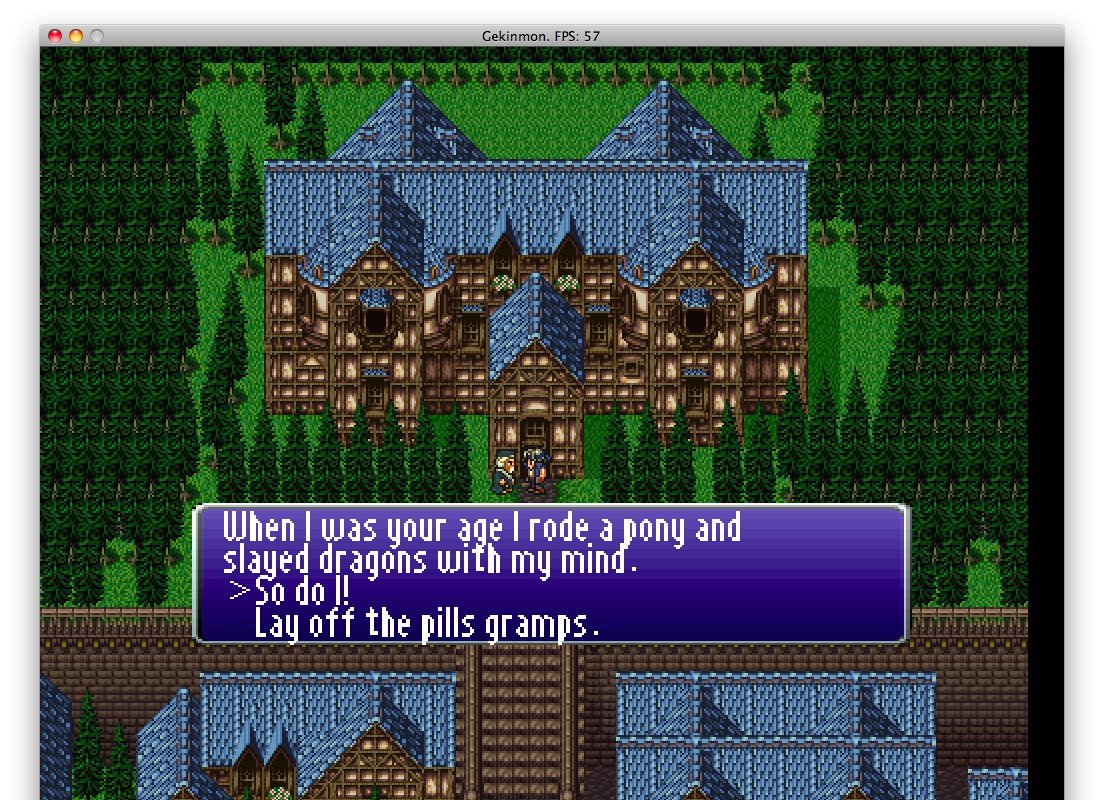 Gekinmon. FPS: 57
When I was your age I rode a pony and
slayed dragons with my mind.
>So do I!
Lay off the pills gramps.